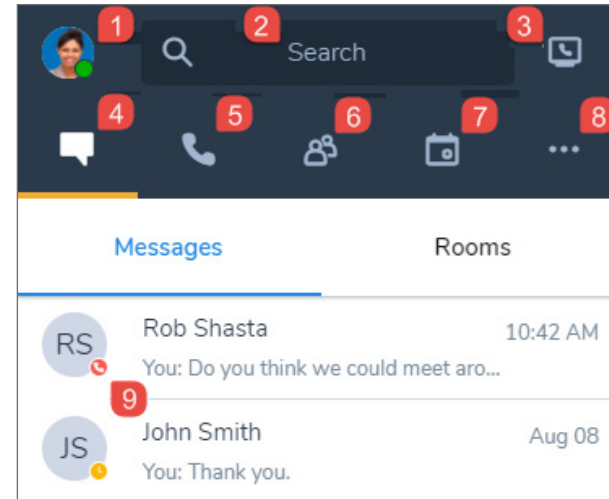 1
2
Search
3
4
5
6
7
8
Messages
Rooms
RS
Rob Shasta
10:42 AM
You: Do you think we could meet aro...
9
JS
John Smith
Aug 08
You: Thank you.